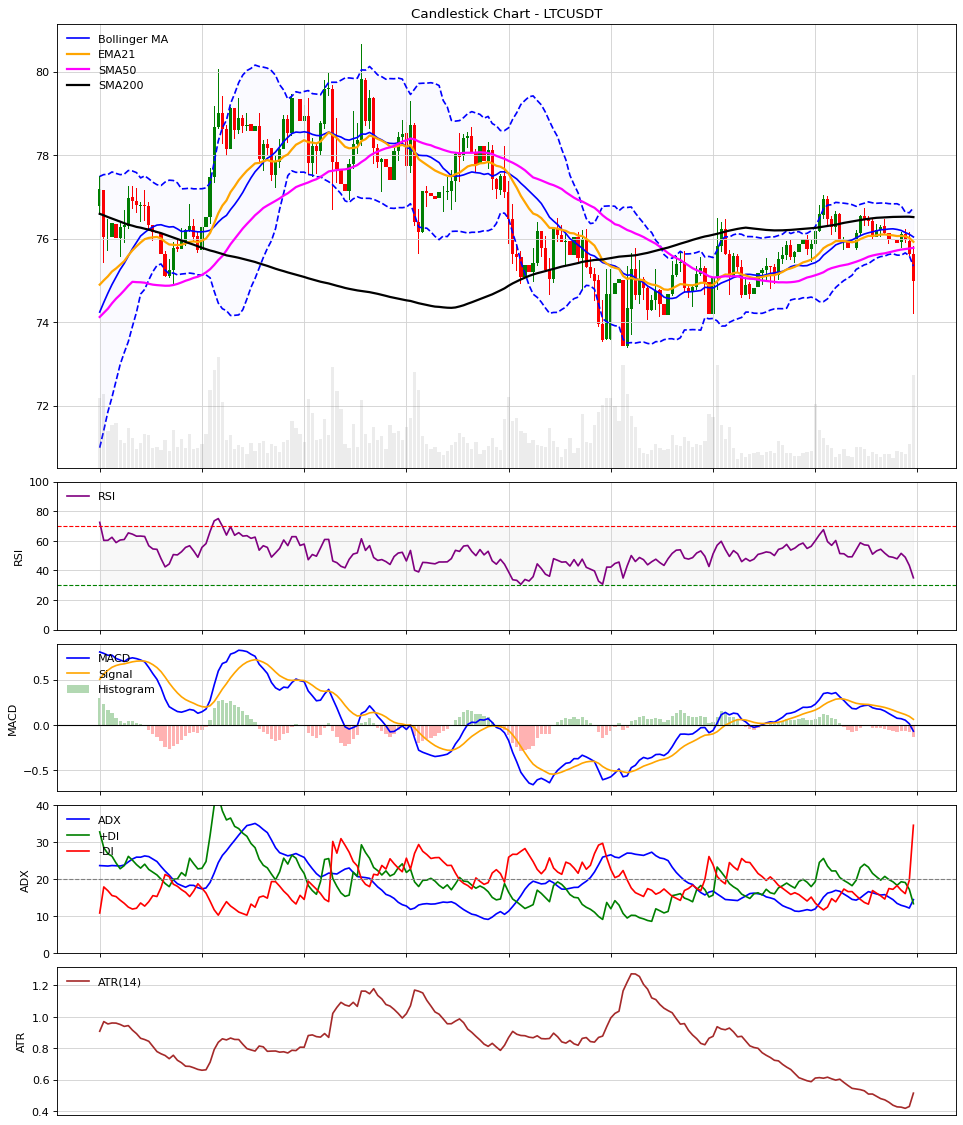 Candlestick Chart - LTCUSDT
Bollinger MA
EMA21
SMA50
SMA200
80
78
76
74
72
RSI
100
80
60
40
20
0
RSI
MACD
Signal
Histogram
0.5
0.0
−0.5
MACD
ADX
+DI
-DI
40
30
20
10
0
ADX
ATR(14)
1.2
1.0
0.8
0.6
0.4
ATR